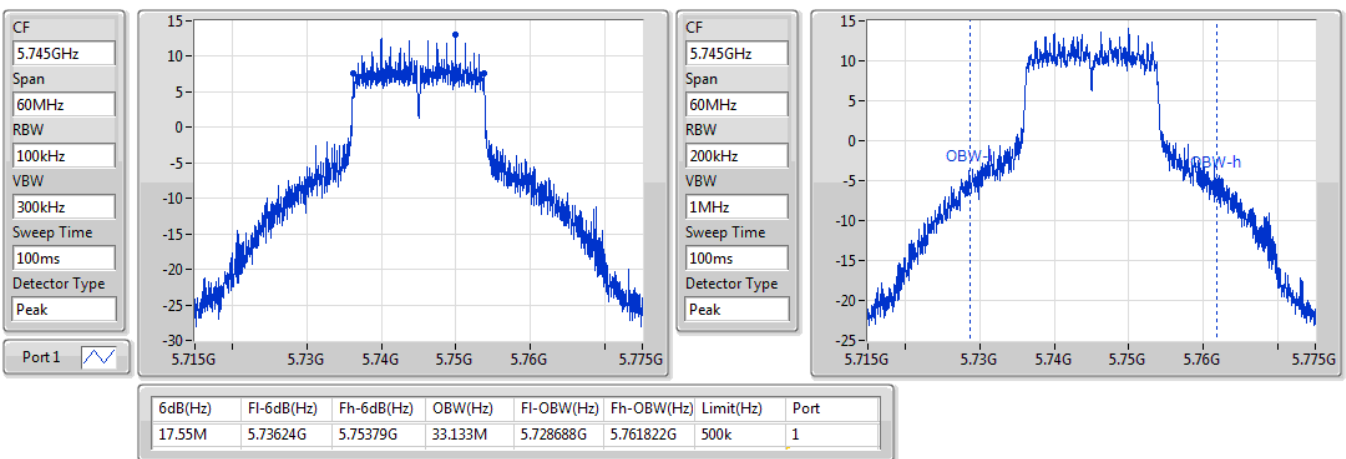 CF
5.745GHz
Span
60MHz
RBW
100kHz
VBW
300kHz
Sweep Time
100ms
Detector Type
Peak
Port 1
15
10
5
0
-5
-10
-15
-20
-25
-30
5.715G 5.73G 5.74G 5.75G 5.76G 5.775G
CF
5.745GHz
Span
60MHz
RBW
200kHz
VBW
1MHz
Sweep Time
100ms
Detector Type
Peak
15
10
5
0
-5
-10
-15
-20
-25
OBW-h
5.715G 5.73G 5.74G 5.75G 5.76G 5.775G
6dB(Hz) Fl-6dB(Hz) Fh-6dB(Hz) OBW(Hz) Fl-OBW(Hz) Fh-OBW(Hz) Limit(Hz) Port
17.55M 5.73624G 5.75379G 33.133M 5.728688G 5.761822G 500k 1